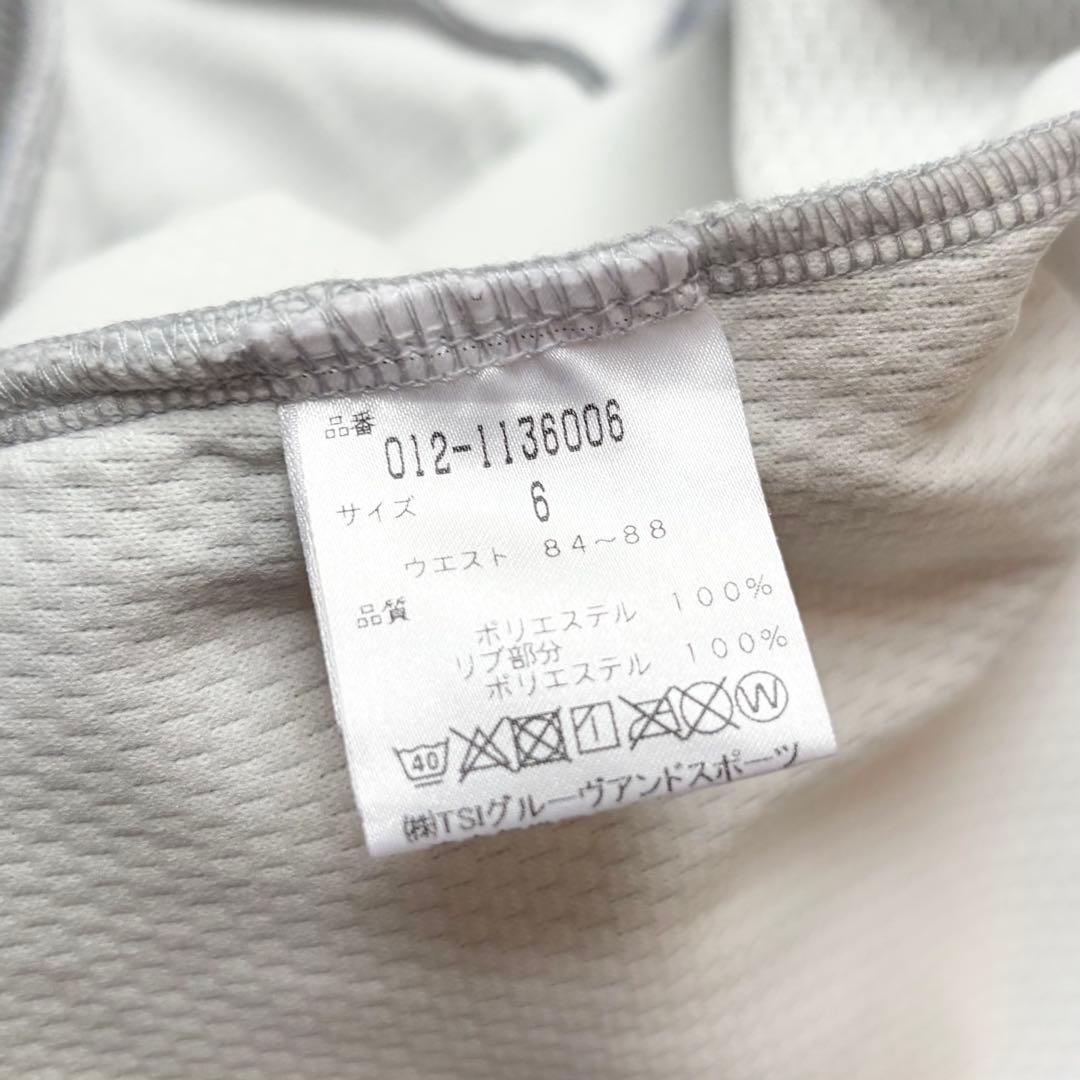 品番
012-1136006
サイズ 6
ウエスト 84〜88
品質
ポリエステル 100%
リブ部分
ポリエステル 100%
40 W
㈱TSIグルーヴアンドスポーツ